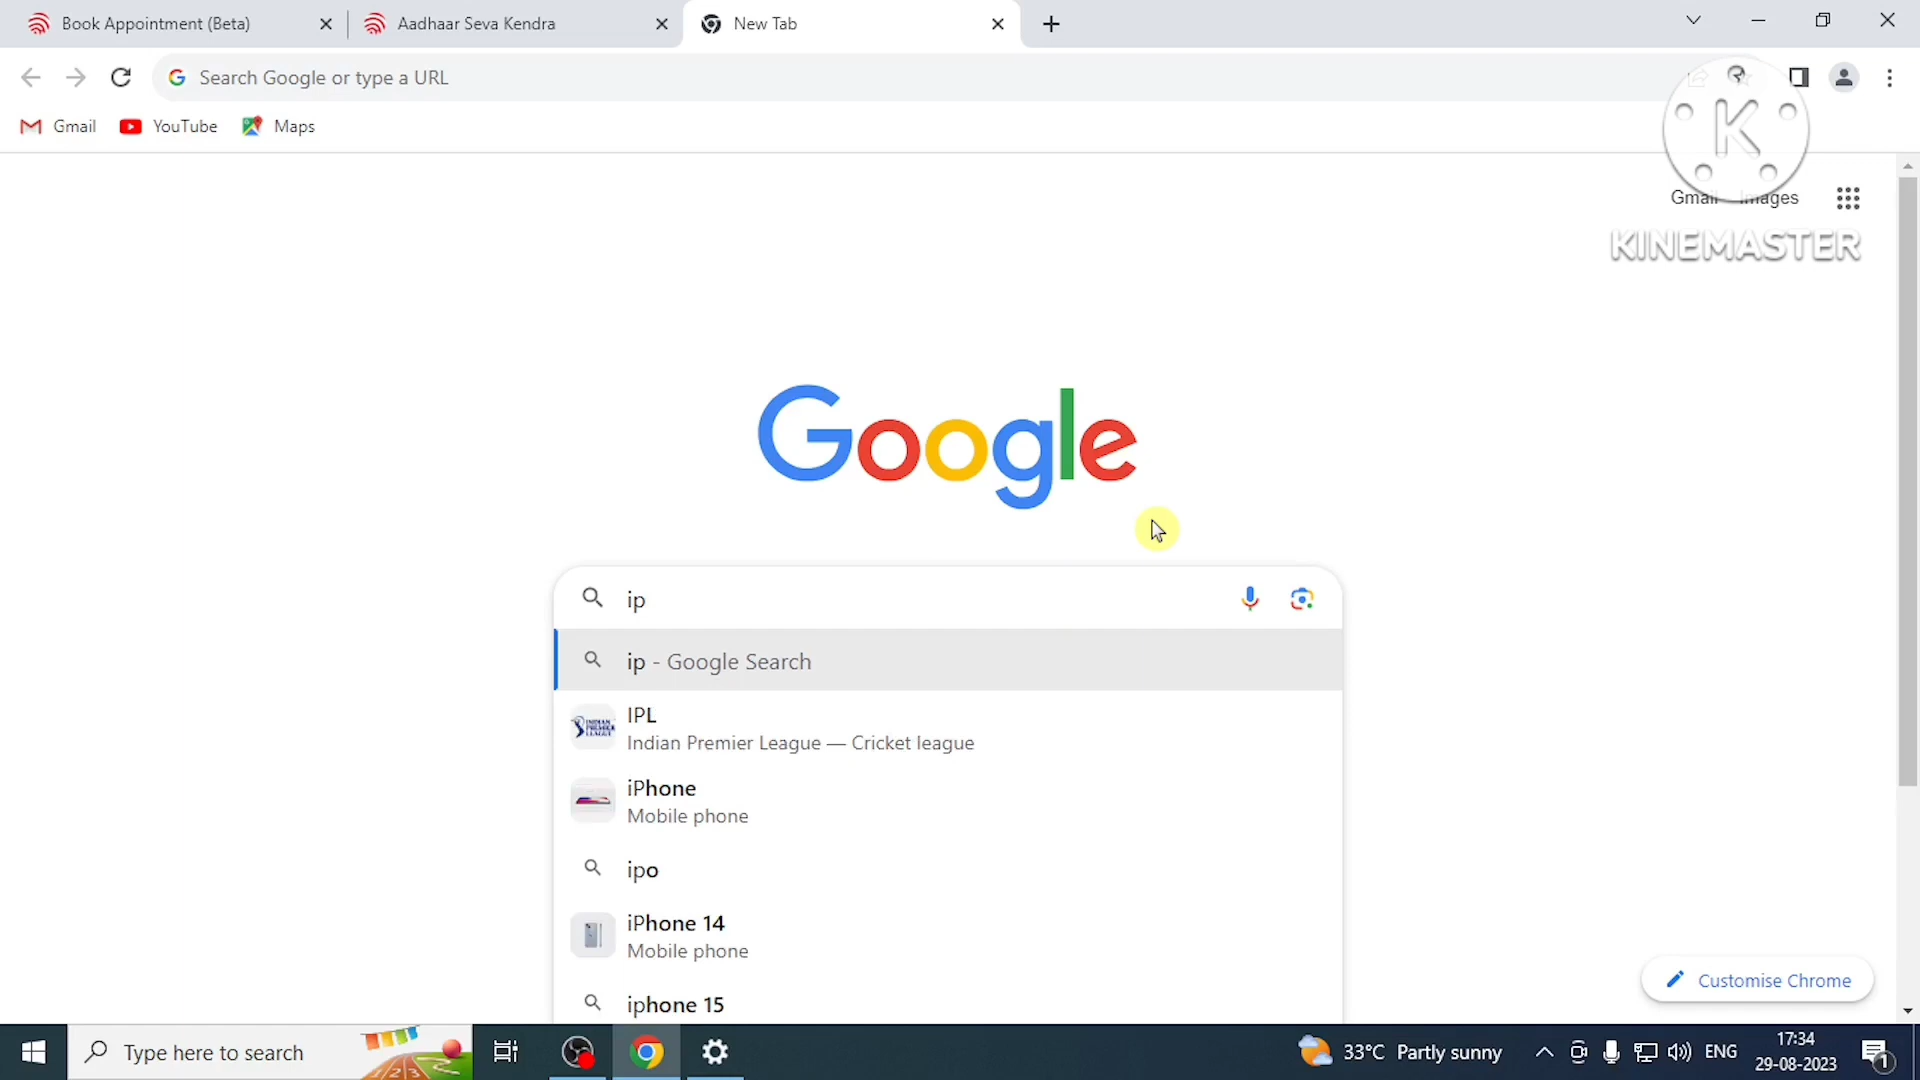 Book Appointment (Beta)
Aadhaar Seva Kendra
New Tab
Search Google or type a URL
Gmail
YouTube
Maps
Gmail
Images
KINEMASTER
Google
ip
ip - Google Search
IPL
Indian Premier League — Cricket league
iPhone
Mobile phone
ipo
iPhone 14
Mobile phone
iphone 15
Customise Chrome
Type here to search
33°C Partly sunny
ENG
17:34
29-08-2023
1